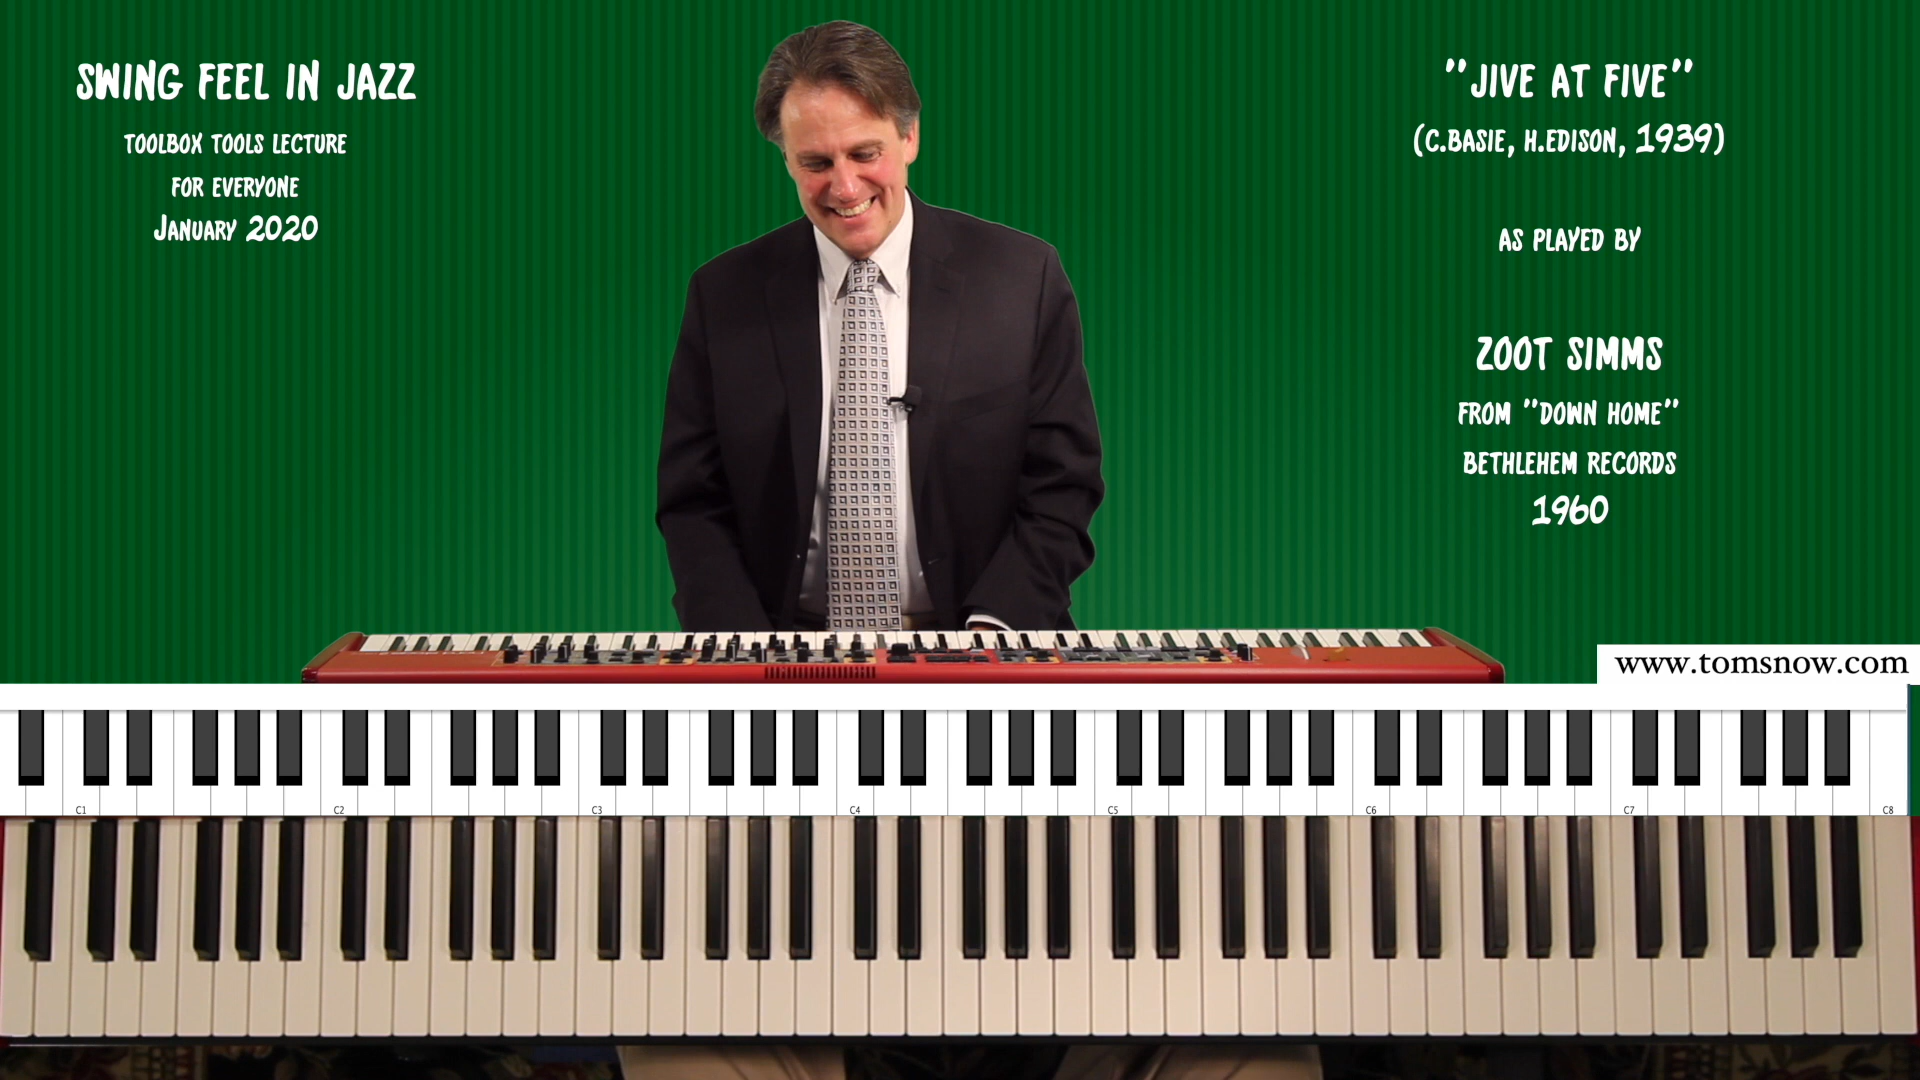 SWING FEEL IN JAZZ
TOOLBOX TOOLS LECTURE
FOR EVERYONE
JANUARY 2020
"JIVE AT FIVE"
(C.BASIE, H.EDISON, 1939)
AS PLAYED BY
ZOOT SIMMS
FROM "DOWN HOME"
BETHLEHEM RECORDS
1960
www.tomsnow.com
C1 C2 C3 C4 C5 C6 C7 C8